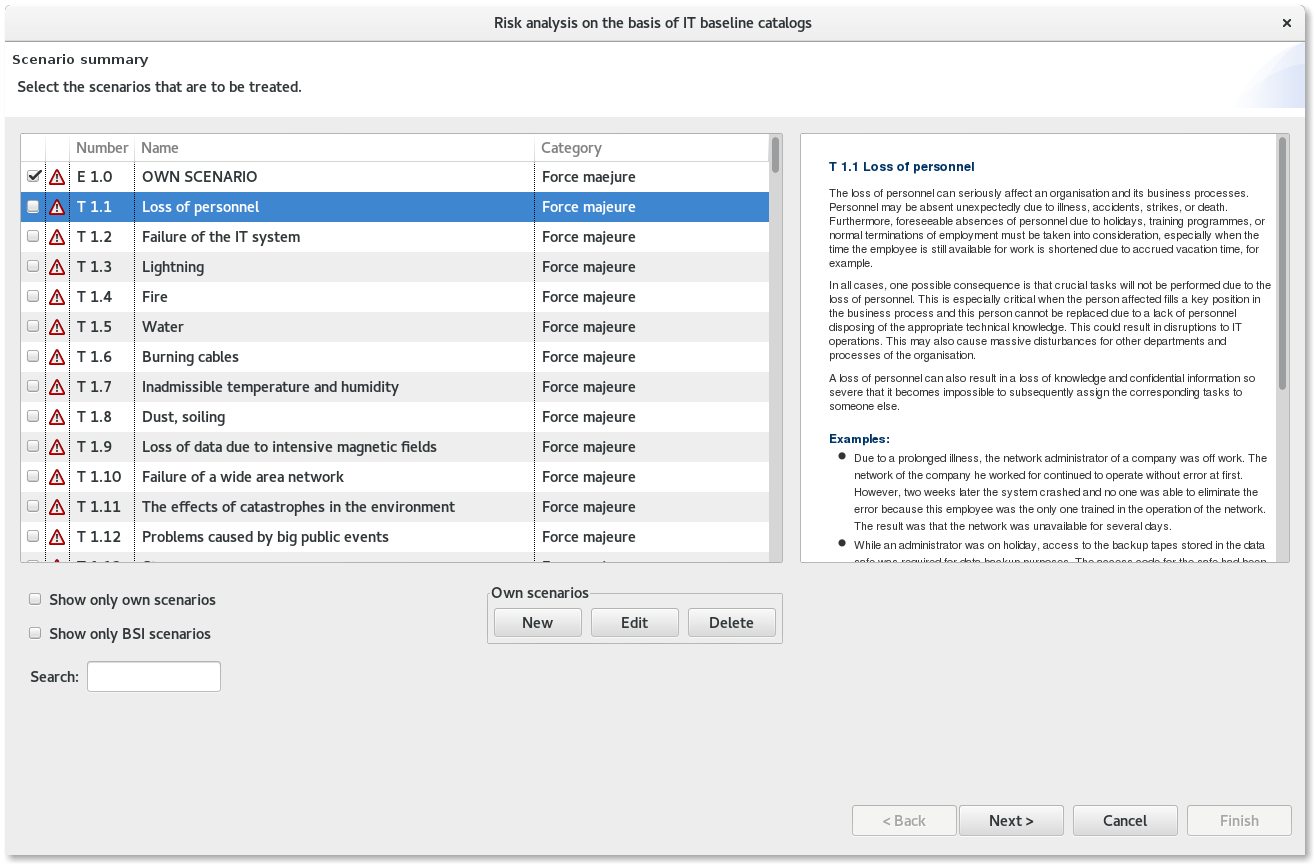 Risk analysis on the basis of IT baseline catalogs
Scenario summary
Select the scenarios that are to be treated.
Number Name Category
E 1.0 OWN SCENARIO Force maejure
T 1.1 Loss of personnel Force majeure
T 1.2 Failure of the IT system Force majeure
T 1.3 Lightning Force majeure
T 1.4 Fire Force majeure
T 1.5 Water Force majeure
T 1.6 Burning cables Force majeure
T 1.7 Inadmissible temperature and humidity Force majeure
T 1.8 Dust, soiling Force majeure
T 1.9 Loss of data due to intensive magnetic fields Force majeure
T 1.10 Failure of a wide area network Force majeure
T 1.11 The effects of catastrophes in the environment Force majeure
T 1.12 Problems caused by big public events Force majeure
T 1.1 Loss of personnel
The loss of personnel can seriously affect an organisation and its business processes.
Personnel may be absent unexpectedly due to illness, accidents, strikes, or death.
Furthermore, foreseeable absences of personnel due to holidays, training programmes, or
normal terminations of employment must be taken into consideration, especially when the
time the employee is still available for work is shortened due to accrued vacation time, for
example.
In all cases, one possible consequence is that crucial tasks will not be performed due to the
loss of personnel. This is especially critical when the person affected fills a key position in
the business process and this person cannot be replaced due to a lack of personnel
disposing of the appropriate technical knowledge. This could result in disruptions to IT
operations. This may also cause massive disturbances for other departments and
processes of the organisation.
A loss of personnel can also result in a loss of knowledge and confidential information so
severe that it becomes impossible to subsequently assign the corresponding tasks to
someone else.
Examples:
Due to a prolonged illness, the network administrator of a company was off work. The
network of the company he worked for continued to operate without error at first.
However, two weeks later the system crashed and no one was able to eliminate the
error because this employee was the only one trained in the operation of the network.
The result was that the network was unavailable for several days.
While an administrator was on holiday, access to the backup tapes stored in the data
safe was required for data backup purposes. The access code for the safe had been
Show only own scenarios
Show only BSI scenarios
Search:
Own scenarios
New Edit Delete
< Back Next > Cancel Finish